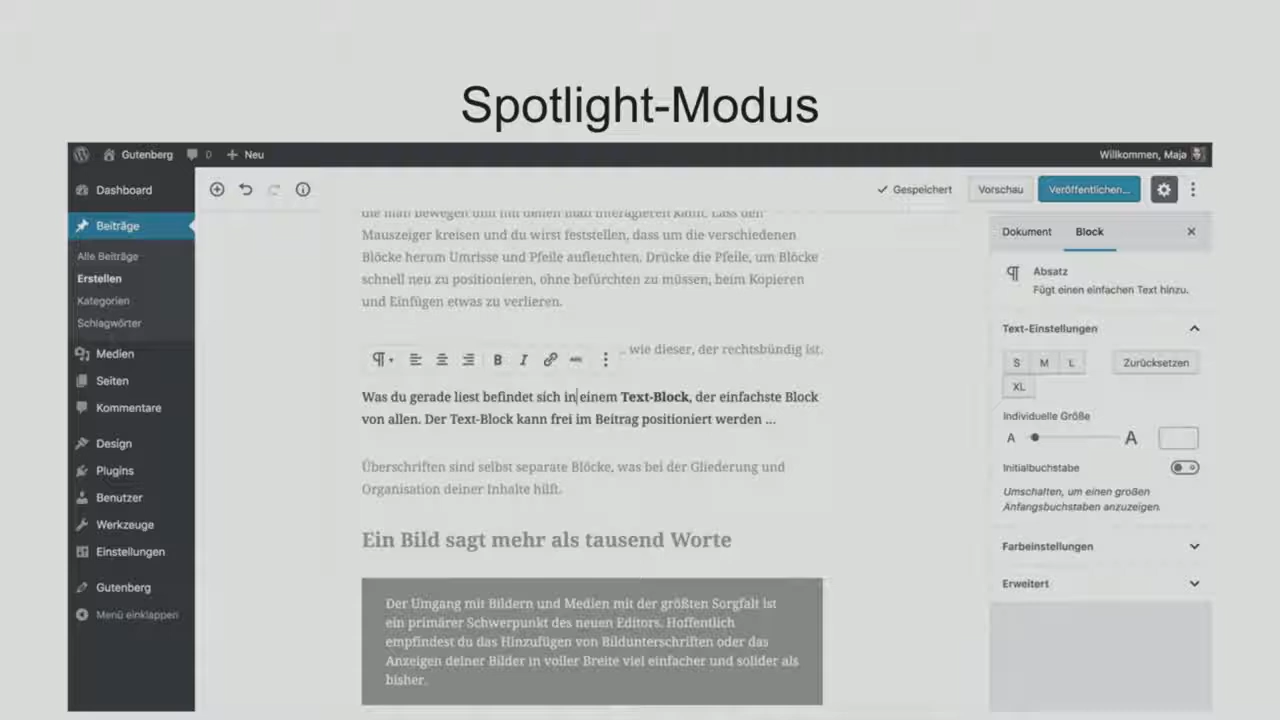 Spotlight-Modus
Gutenberg 0 Neu Willkommen, Maja
Dashboard
Beiträge
Alle Beiträge
Erstellen
Kategorien
Schlagwörter
Medien
Seiten
Kommentare
Design
Plugins
Benutzer
Werkzeuge
Einstellungen
Gutenberg
Menü einklappen
Gespeichert Vorschau Veröffentlichen...
die man bewegen und mit denen man interagieren kann. Lass den
Mauszeiger kreisen und du wirst feststellen, dass um die verschiedenen
Blöcke herum Umrisse und Pfeile aufleuchten. Drücke die Pfeile, um Blöcke
schnell neu zu positionieren, ohne befürchten zu müssen, beim Kopieren
und Einfügen etwas zu verlieren.
... wie dieser, der rechtsbündig ist.
B I ABC
Was du gerade liest befindet sich in einem Text-Block, der einfachste Block
von allen. Der Text-Block kann frei im Beitrag positioniert werden ...
Überschriften sind selbst separate Blöcke, was bei der Gliederung und
Organisation deiner Inhalte hilft.
Ein Bild sagt mehr als tausend Worte
Der Umgang mit Bildern und Medien mit der größten Sorgfalt ist
ein primärer Schwerpunkt des neuen Editors. Hoffentlich
empfindest du das Hinzufügen von Bildunterschriften oder das
Anzeigen deiner Bilder in voller Breite viel einfacher und solider als
bisher.
Dokument Block
Absatz
Fügt einen einfachen Text hinzu.
Text-Einstellungen
S M L Zurücksetzen
XL
Individuelle Größe
A A
Initialbuchstabe
Umschalten, um einen großen
Anfangsbuchstaben anzuzeigen.
Farbeinstellungen
Erweitert